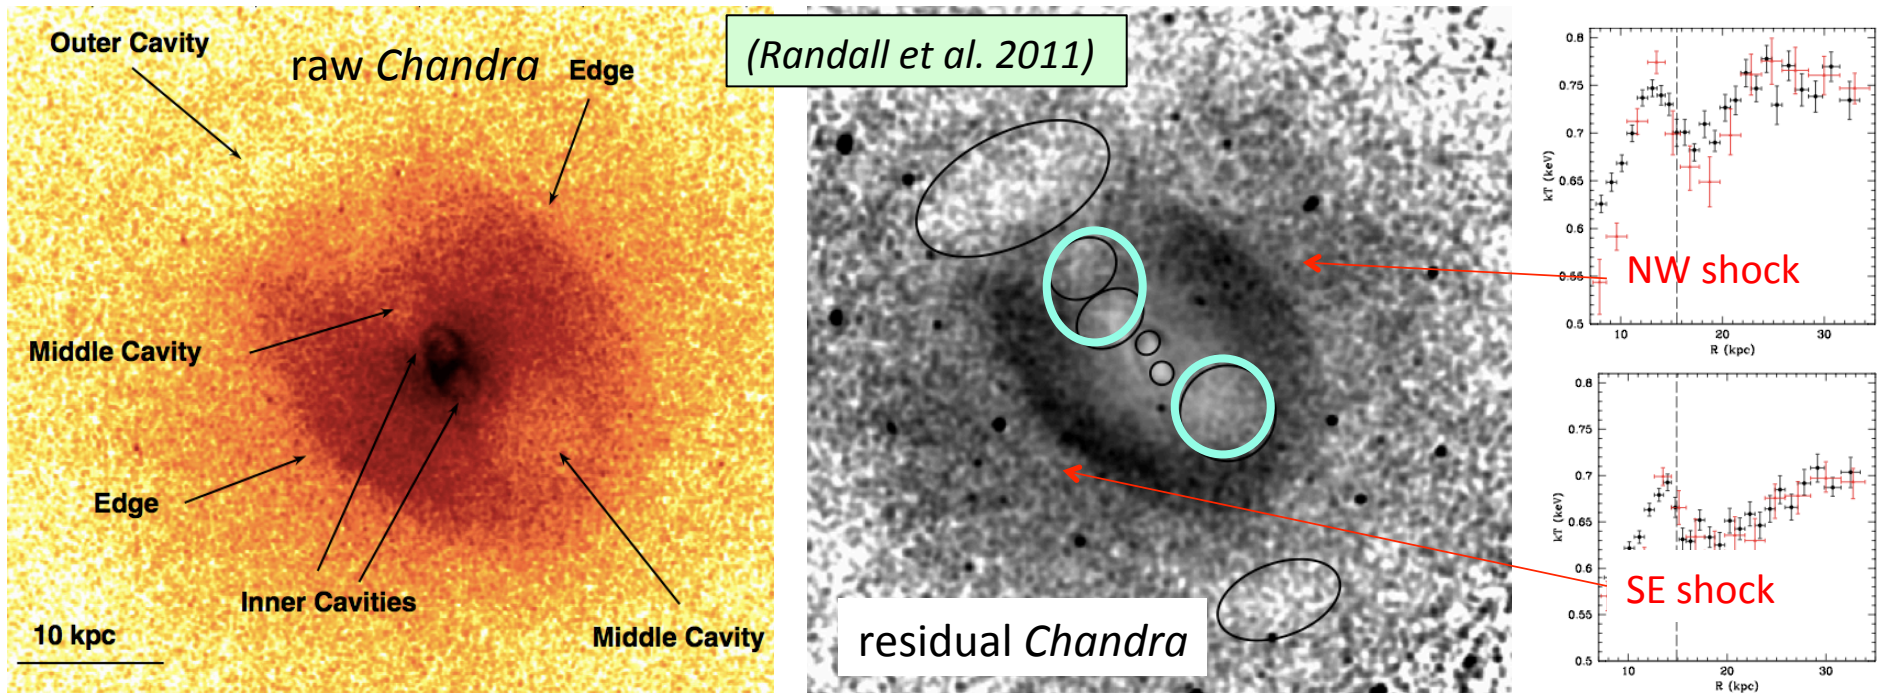 Outer Cavity
raw Chandra
Edge
Middle Cavity
Edge
Inner Cavities
Middle Cavity
10 kpc
(Randall et al. 2011)
residual Chandra
0.8
0.75
0.7
0.65
0.6
0.55
0.5
kT (keV)
10
20
30
R (kpc)
NW shock
0.8
0.75
0.7
0.65
0.6
0.55
0.5
kT (keV)
10
20
30
R (kpc)
SE shock